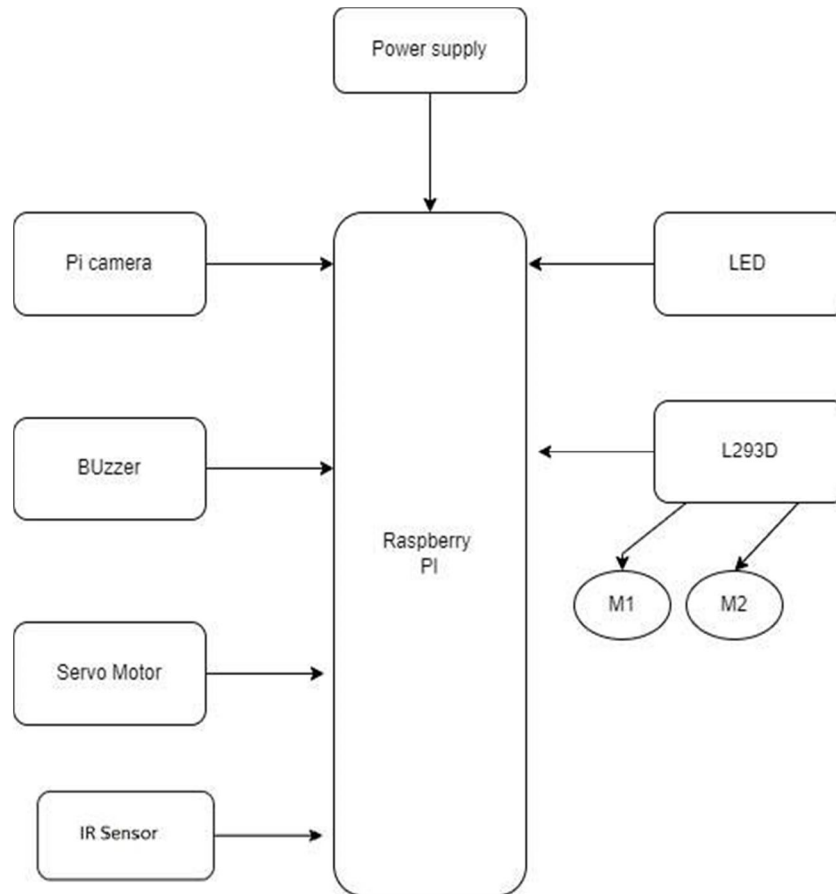 Power supply
Pi camera
LED
BUzzer
L293D
Raspberry
PI
M1
M2
Servo Motor
IR Sensor